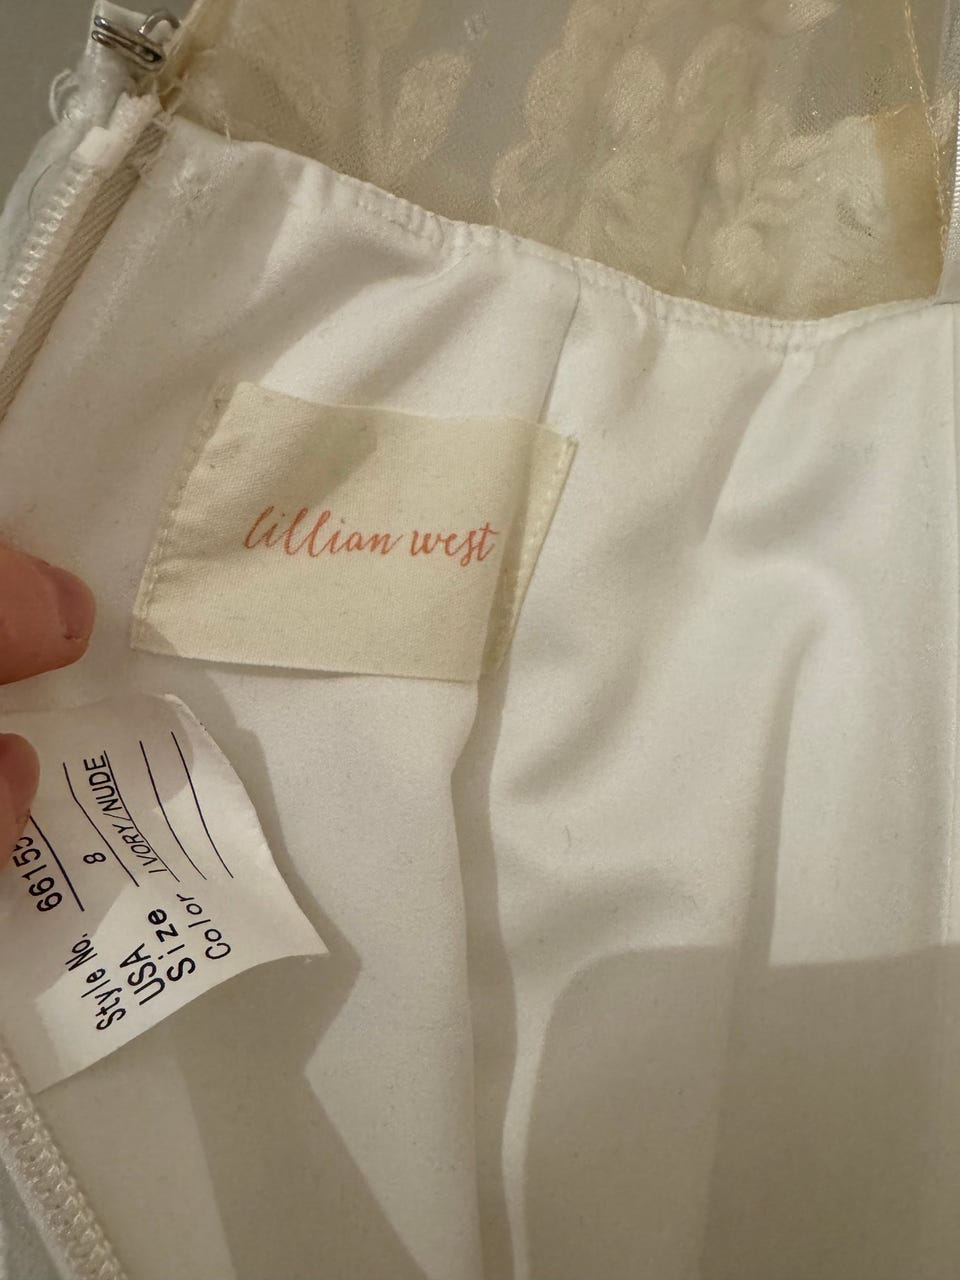 lillian west
Style No. 6615
USA
Size 8
Color IVORY/NUDE